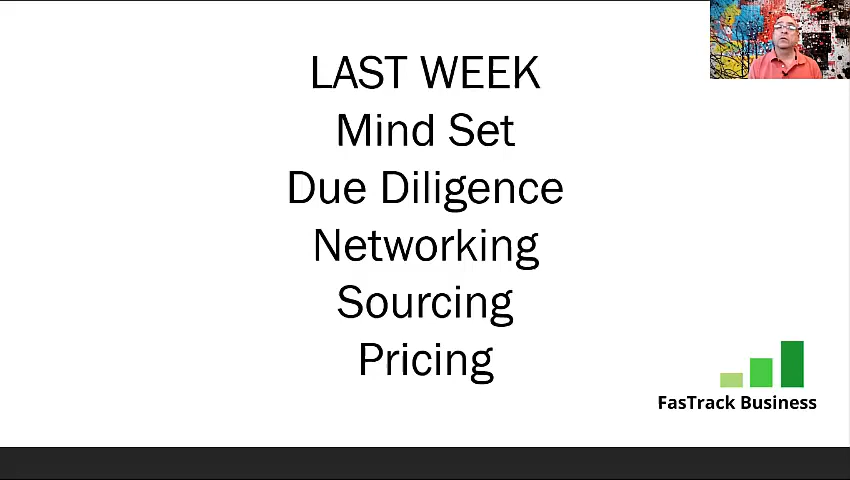 LAST WEEK
Mind Set
Due Diligence
Networking
Sourcing
Pricing
FasTrack Business